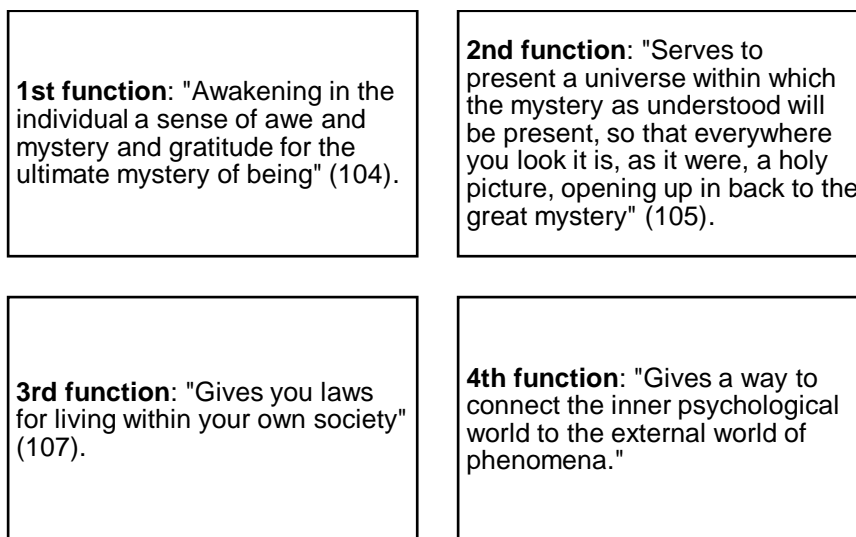 1st function: "Awakening in the
individual a sense of awe and
mystery and gratitude for the
ultimate mystery of being" (104).
2nd function: "Serves to
present a universe within which
the mystery as understood will
be present, so that everywhere
you look it is, as it were, a holy
picture, opening up in back to the
great mystery" (105).
3rd function: "Gives you laws
for living within your own society"
(107).
4th function: "Gives a way to
connect the inner psychological
world to the external world of
phenomena."